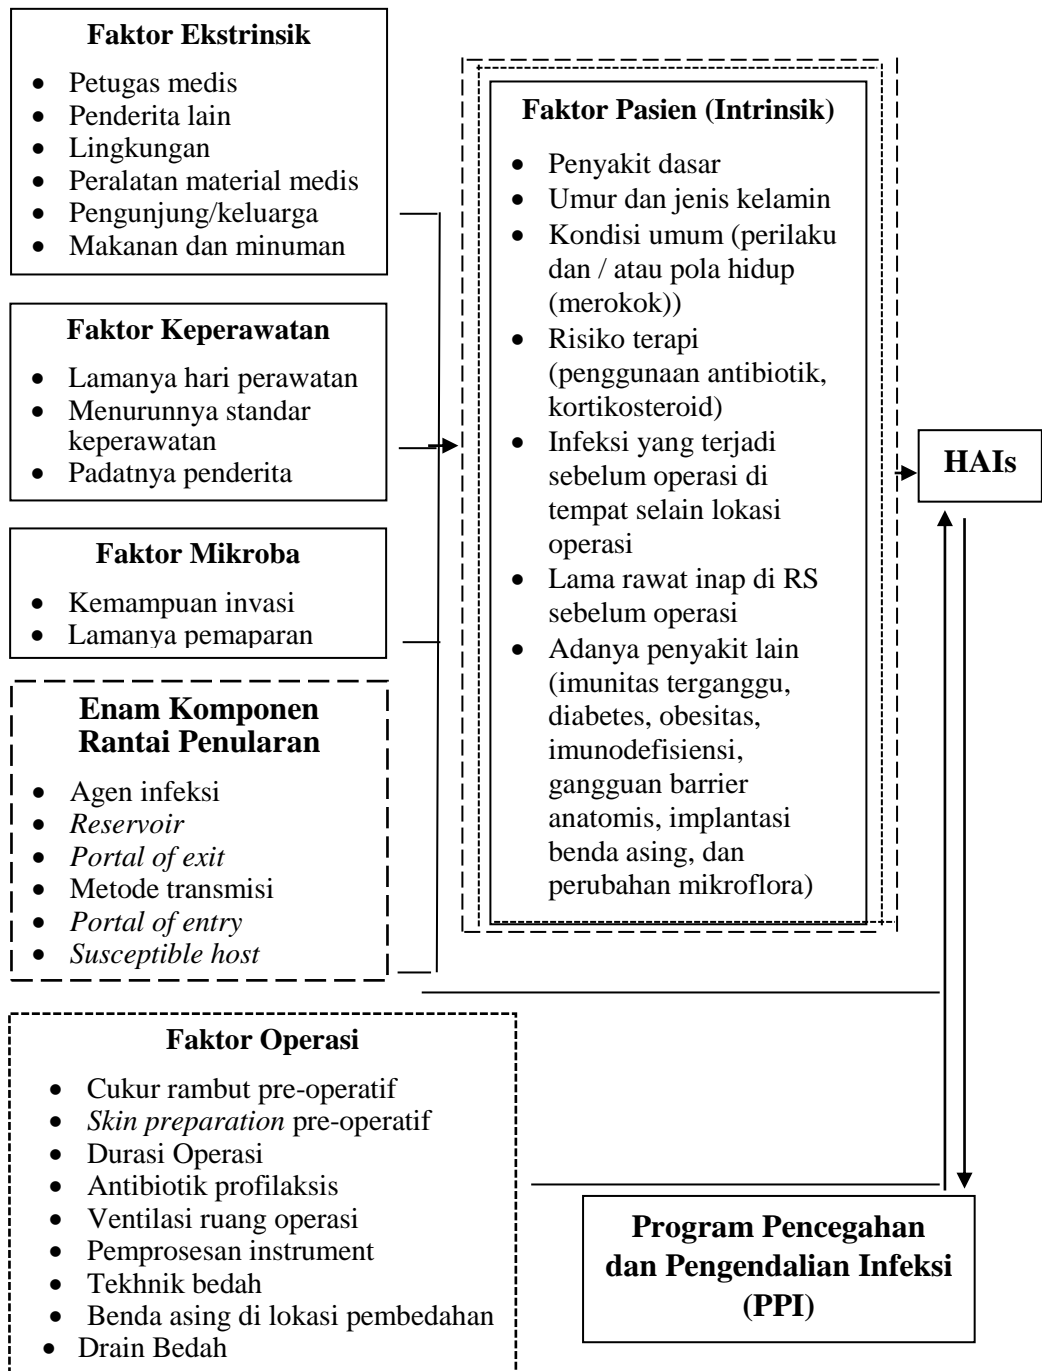 Faktor Ekstrinsik
• Petugas medis
• Penderita lain
• Lingkungan
• Peralatan material medis
• Pengunjung/keluarga
• Makanan dan minuman
Faktor Keperawatan
• Lamanya hari perawatan
• Menurunnya standar
keperawatan
• Padatnya penderita
Faktor Mikroba
• Kemampuan invasi
• Lamanya pemaparan
Enam Komponen
Rantai Penularan
• Agen infeksi
• Reservoir
• Portal of exit
• Metode transmisi
• Portal of entry
• Susceptible host
Faktor Operasi
• Cukur rambut pre-operatif
• Skin preparation pre-operatif
• Durasi Operasi
• Antibiotik profilaksis
• Ventilasi ruang operasi
• Pemprosesan instrument
• Tekhnik bedah
• Benda asing di lokasi pembedahan
• Drain Bedah
Faktor Pasien (Intrinsik)
• Penyakit dasar
• Umur dan jenis kelamin
• Kondisi umum (perilaku
dan / atau pola hidup
(merokok))
• Risiko terapi
(penggunaan antibiotik,
kortikosteroid)
• Infeksi yang terjadi
sebelum operasi di
tempat selain lokasi
operasi
• Lama rawat inap di RS
sebelum operasi
• Adanya penyakit lain
(imunitas terganggu,
diabetes, obesitas,
imunodefisiensi,
gangguan barrier
anatomis, implantasi
benda asing, dan
perubahan mikroflora)
HAIs
Program Pencegahan
dan Pengendalian Infeksi
(PPI)